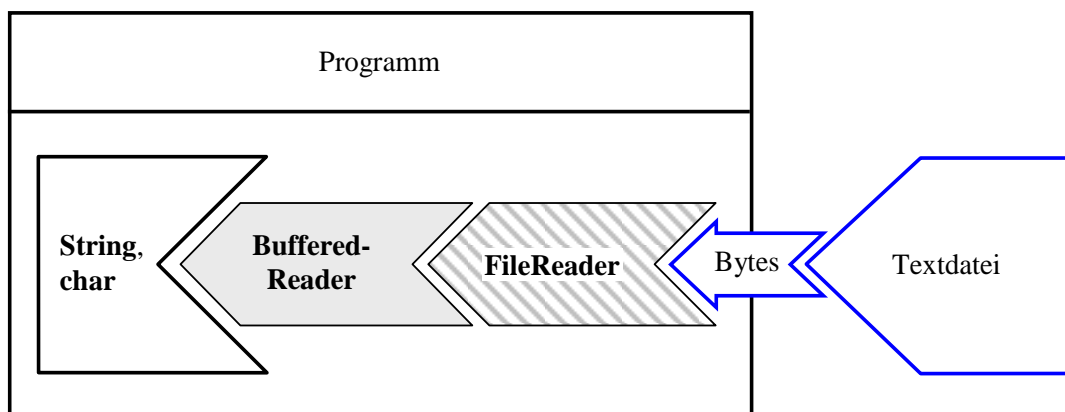 Programm
String,
char
Buffered-
Reader
FileReader
Bytes
Textdatei